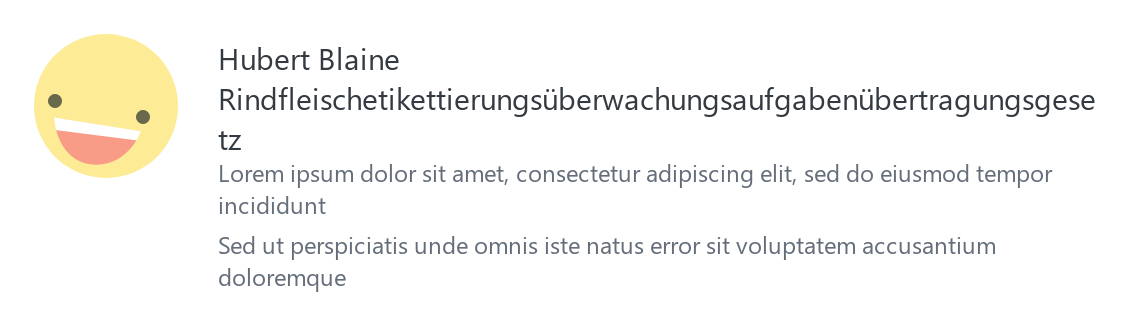 Hubert Blaine
Rindfleischetikettierungsüberwachungsaufgabenübertragungsgese
tz
Lorem ipsum dolor sit amet, consectetur adipiscing elit, sed do eiusmod tempor
incididunt
Sed ut perspiciatis unde omnis iste natus error sit voluptatem accusantium
doloremque